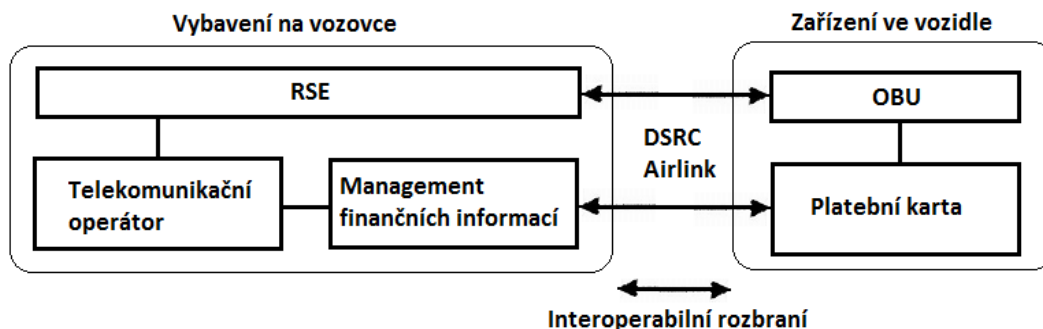 Vybavení na vozovce
Zařízení ve vozidle
RSE
OBU
DSRC
Airlink
Telekomunikační
operátor
Management
finančních informací
Platební karta
Interoperabilní rozbraní